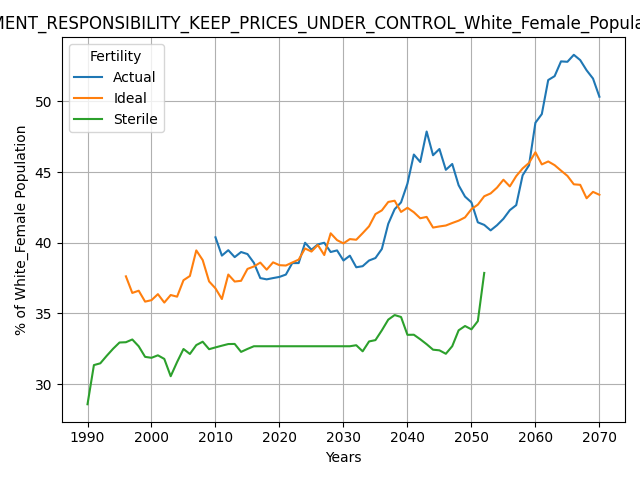 MENT_RESPONSIBILITY_KEEP_PRICES_UNDER_CONTROL_White_Female_Popula
Fertility
Actual
Ideal
Sterile
% of White_Female Population
50
45
40
35
30
1990 2000 2010 2020 2030 2040 2050 2060 2070
Years